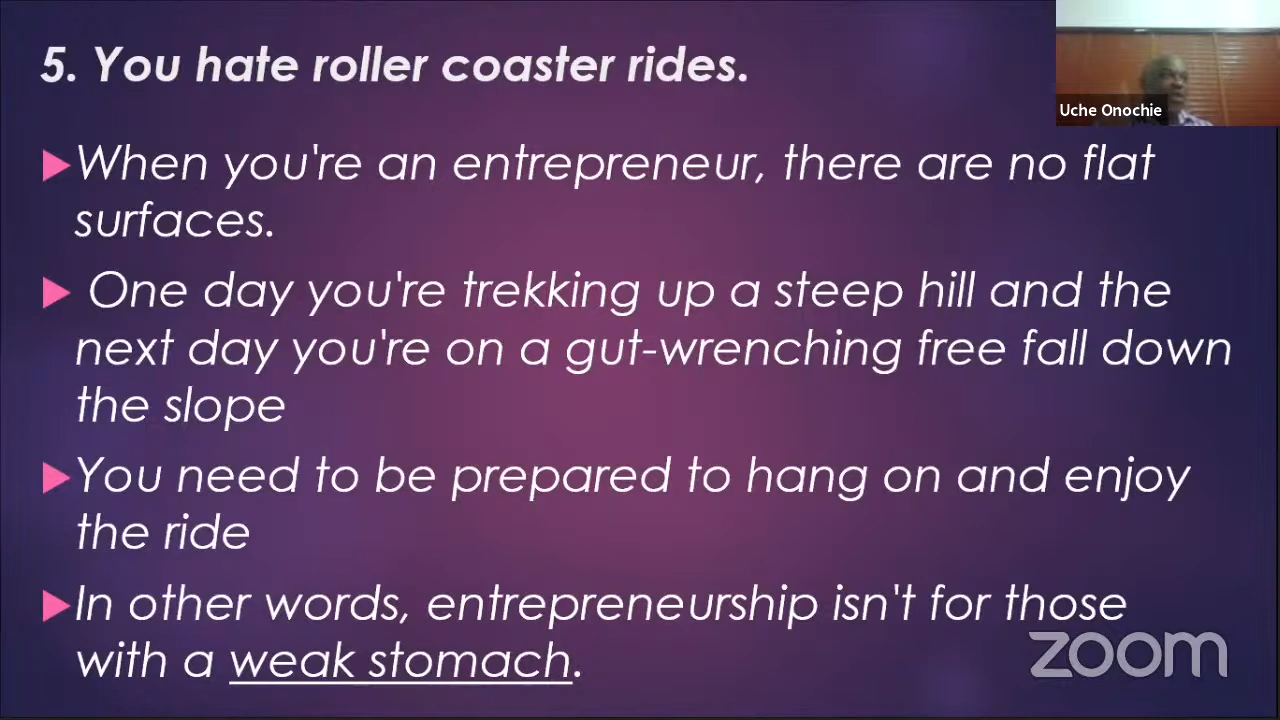 5. You hate roller coaster rides.
Uche Onochie
When you're an entrepreneur, there are no flat
surfaces.
One day you're trekking up a steep hill and the
next day you're on a gut-wrenching free fall down
the slope
You need to be prepared to hang on and enjoy
the ride
In other words, entrepreneurship isn't for those
with a weak stomach.
zoom